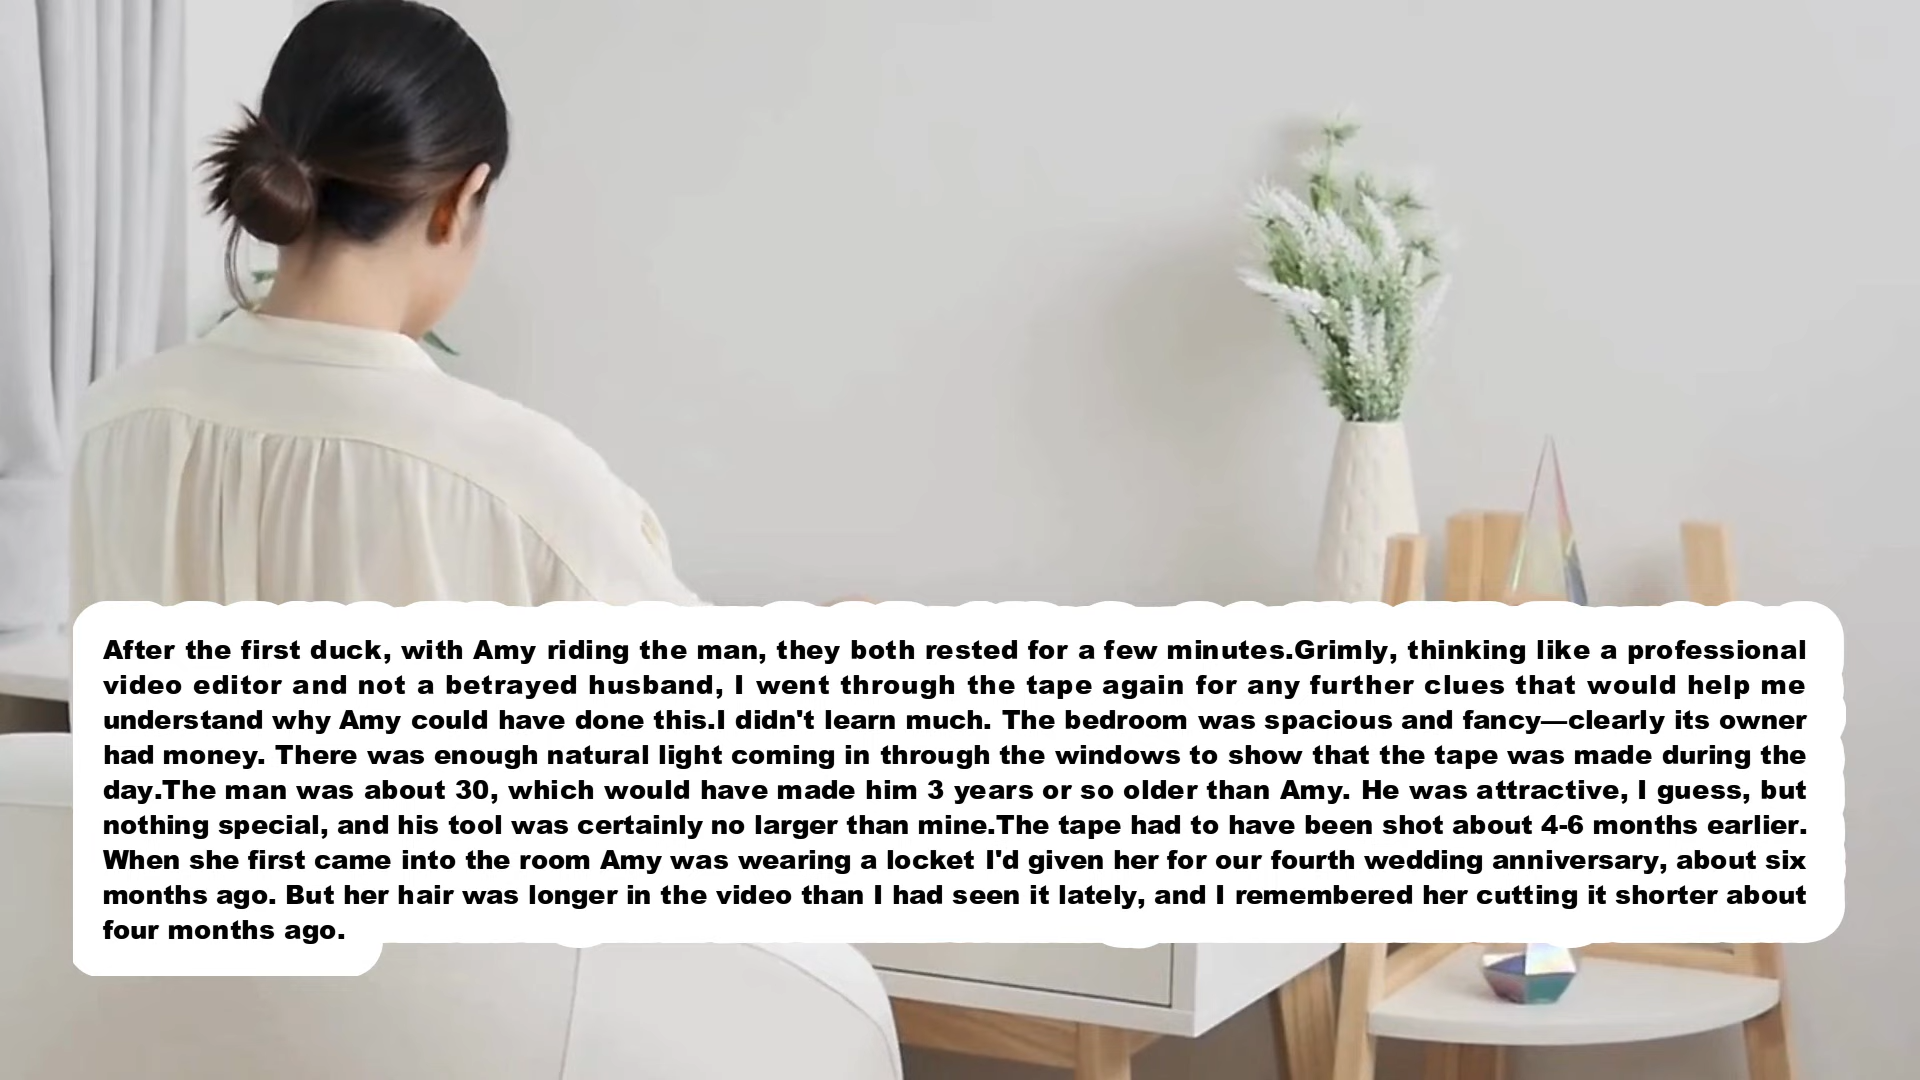 After the first duck, with Amy riding the man, they both rested for a few minutes.Grimly, thinking like a professional
video editor and not a betrayed husband, I went through the tape again for any further clues that would help me
understand why Amy could have done this.I didn't learn much. The bedroom was spacious and fancy—clearly its owner
had money. There was enough natural light coming in through the windows to show that the tape was made during the
day.The man was about 30, which would have made him 3 years or so older than Amy. He was attractive, I guess, but
nothing special, and his tool was certainly no larger than mine.The tape had to have been shot about 4-6 months earlier.
When she first came into the room Amy was wearing a locket I'd given her for our fourth wedding anniversary, about six
months ago. But her hair was longer in the video than I had seen it lately, and I remembered her cutting it shorter about
four months ago.